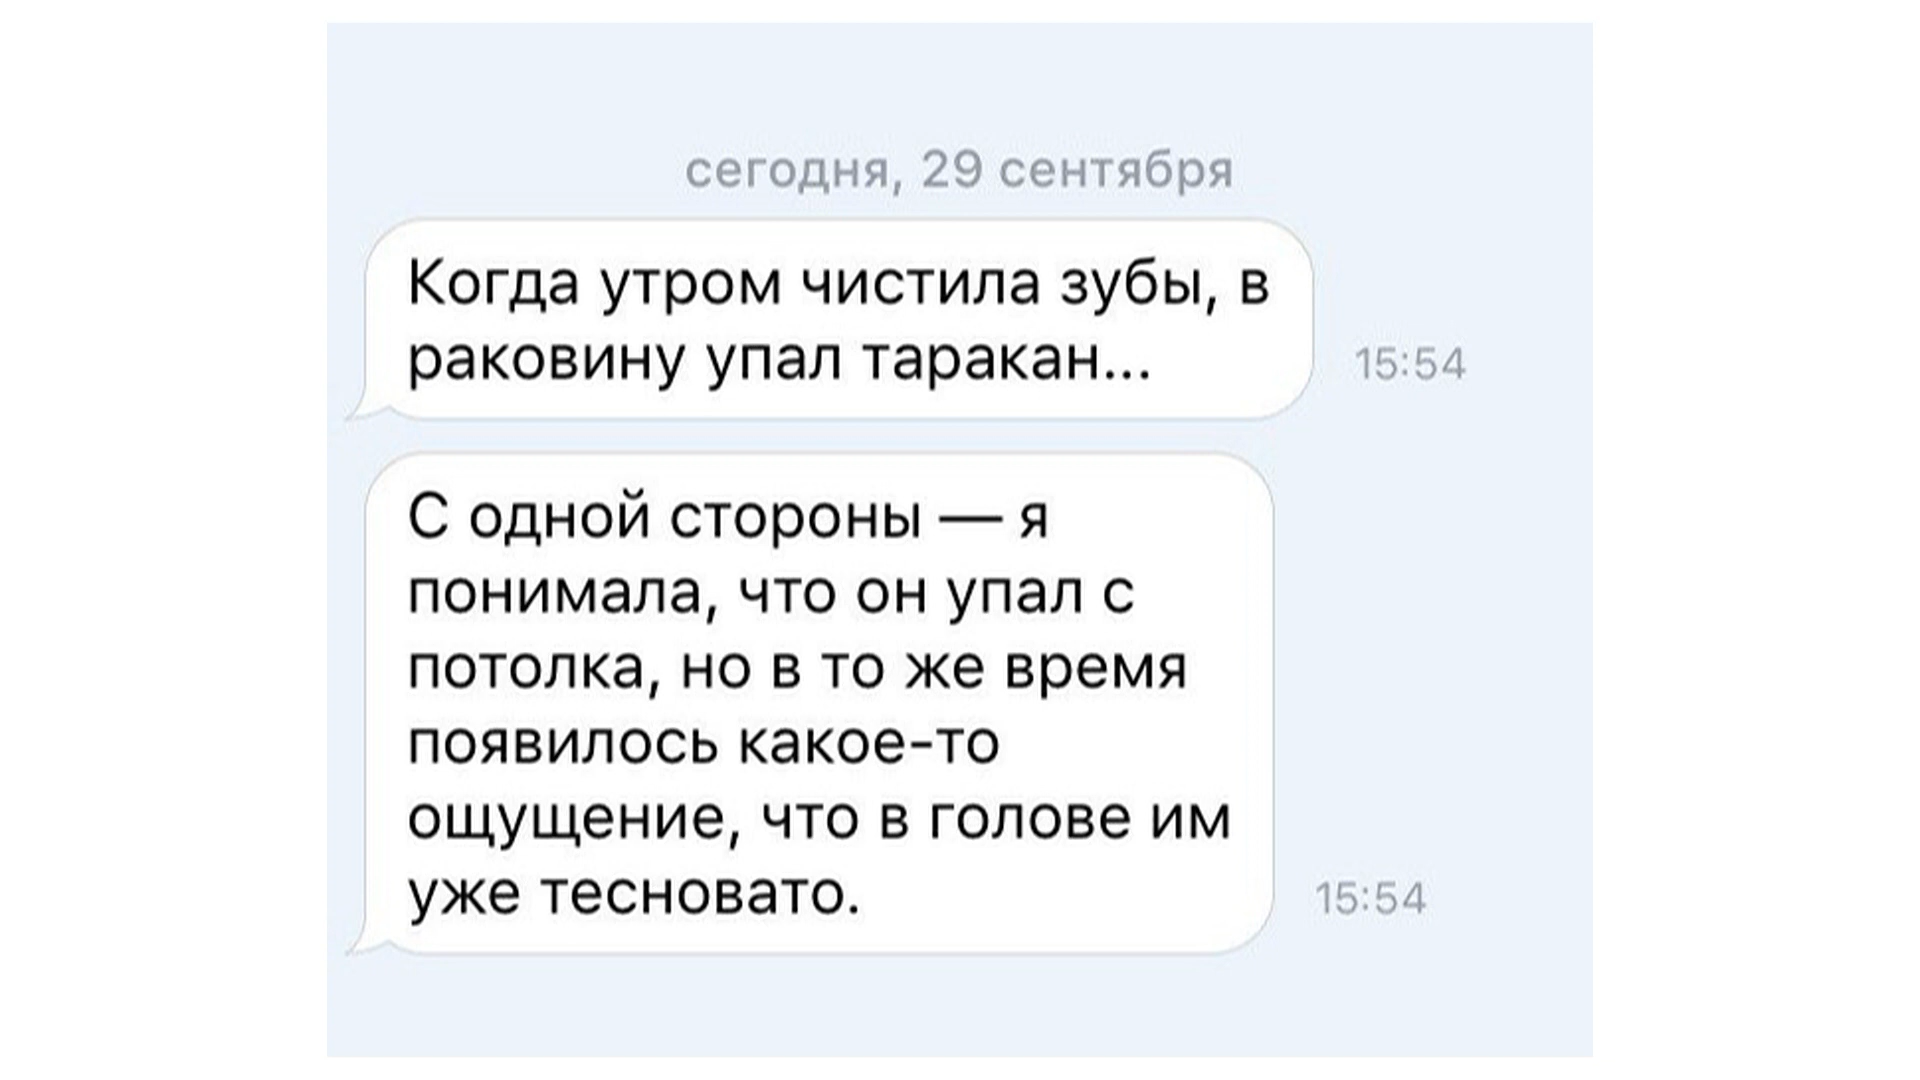 сегодня, 29 сентября
Когда утром чистила зубы, в
раковину упал таракан...
15:54
С одной стороны — я
понимала, что он упал с
потолка, но в то же время
появилось какое-то
ощущение, что в голове им
уже тесновато.
15:54